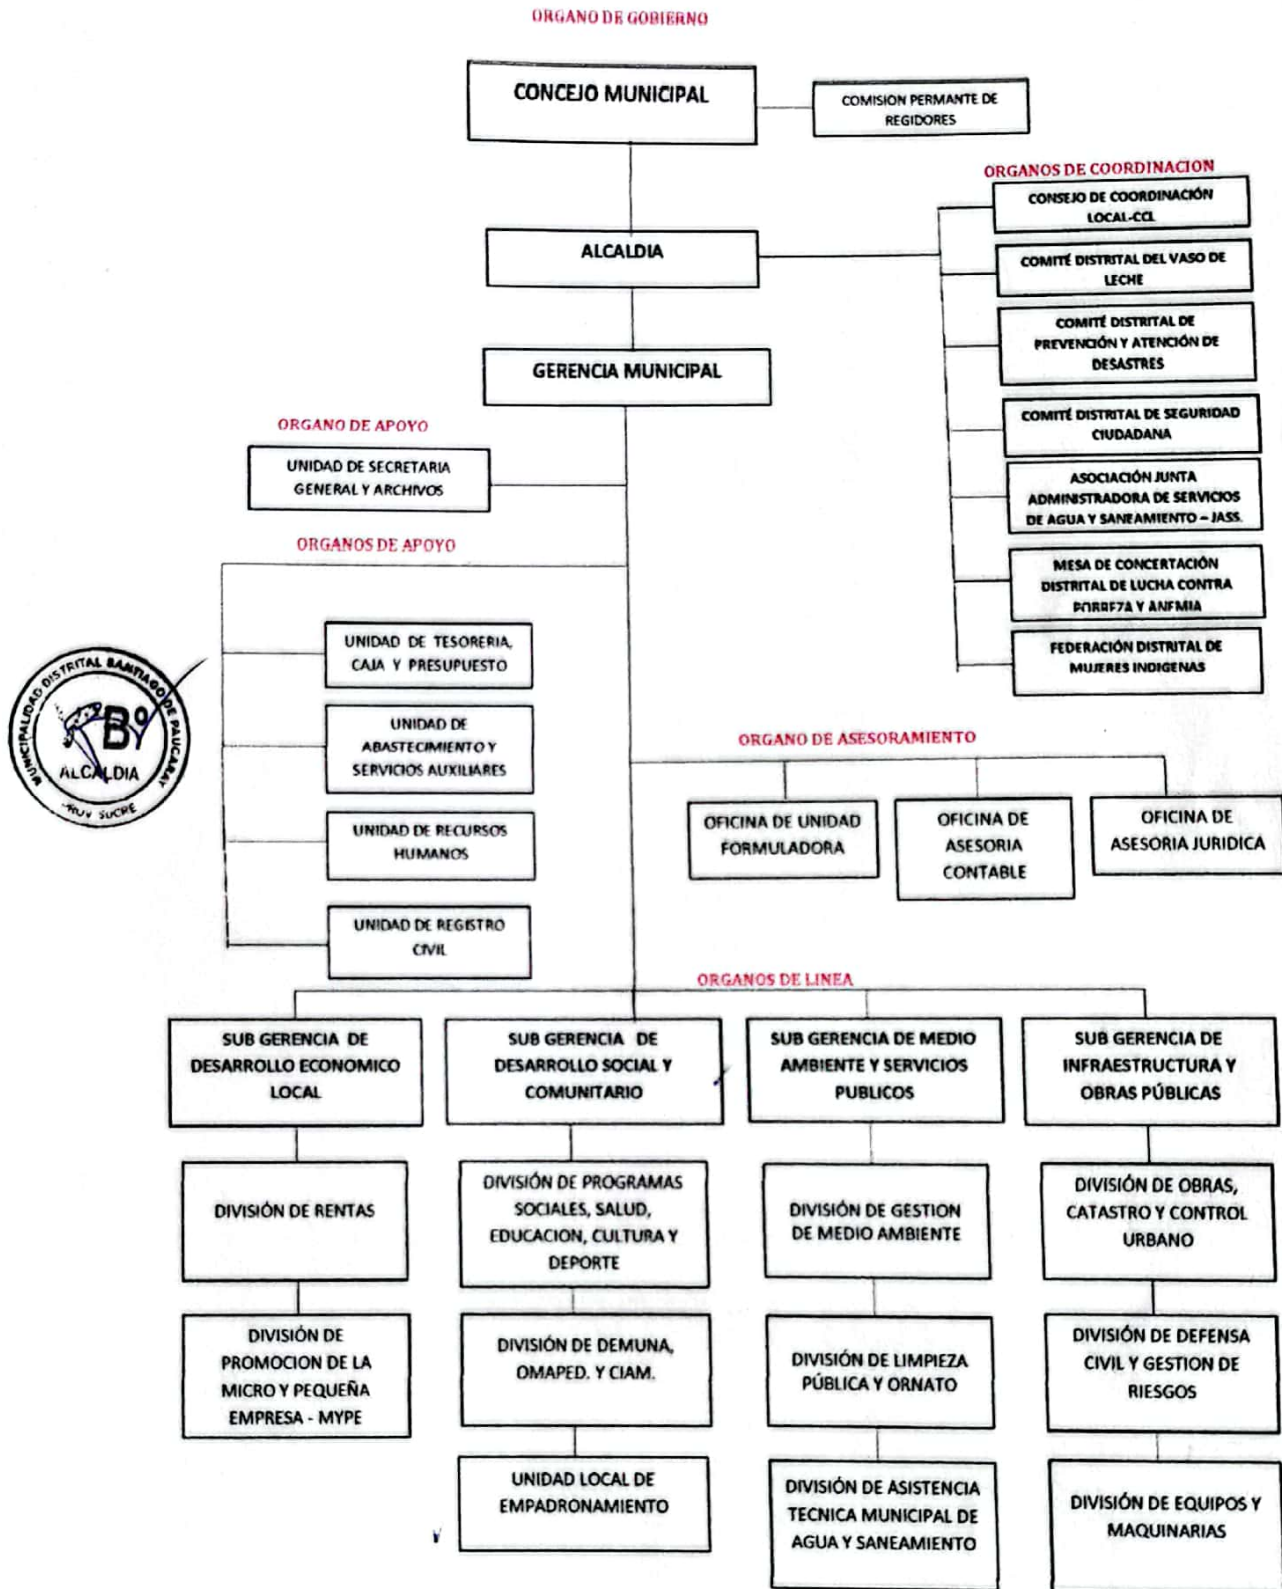 ORGANO DE GOBIERNO
CONCEJO MUNICIPAL
COMISION PERMANTE DE
REGIDORES
ORGANOS DE COORDINACION
CONSEJO DE COORDINACIÓN
LOCAL-CCL
ALCALDIA
COMITÉ DISTRITAL DEL VASO DE
LECHE
COMITÉ DISTRITAL DE
PREVENCIÓN Y ATENCIÓN DE
DESASTRES
GERENCIA MUNICIPAL
COMITÉ DISTRITAL DE SEGURIDAD
CIUDADANA
ORGANO DE APOYO
UNIDAD DE SECRETARIA
GENERAL Y ARCHIVOS
ASOCIACIÓN JUNTA
ADMINISTRADORA DE SERVICIOS
DE AGUA Y SANEAMIENTO – JASS.
ORGANOS DE APOYO
MESA DE CONCERTACIÓN
DISTRITAL DE LUCHA CONTRA
POBREZA Y ANEMIA
FEDERACIÓN DISTRITAL DE
MUJERES INDIGENAS
UNIDAD DE TESORERIA,
CAJA Y PRESUPUESTO
MUNICIPALIDAD DISTRITAL SANTIAGO DE PAUCARAY
Bº
ALCALDIA
PROV SUCRE
UNIDAD DE
ABASTECIMIENTO Y
SERVICIOS AUXILIARES
UNIDAD DE RECURSOS
HUMANOS
UNIDAD DE REGISTRO
CIVIL
ORGANO DE ASESORAMIENTO
OFICINA DE UNIDAD
FORMULADORA
OFICINA DE
ASESORIA
CONTABLE
OFICINA DE
ASESORIA JURIDICA
ORGANOS DE LINEA
SUB GERENCIA DE
DESARROLLO ECONOMICO
LOCAL
SUB GERENCIA DE
DESARROLLO SOCIAL Y
COMUNITARIO
SUB GERENCIA DE MEDIO
AMBIENTE Y SERVICIOS
PUBLICOS
SUB GERENCIA DE
INFRAESTRUCTURA Y
OBRAS PÚBLICAS
DIVISIÓN DE RENTAS
DIVISIÓN DE PROGRAMAS
SOCIALES, SALUD,
EDUCACION, CULTURA Y
DEPORTE
DIVISIÓN DE GESTION
DE MEDIO AMBIENTE
DIVISIÓN DE OBRAS,
CATASTRO Y CONTROL
URBANO
DIVISIÓN DE
PROMOCION DE LA
MICRO Y PEQUEÑA
EMPRESA - MYPE
DIVISIÓN DE DEMUNA,
OMAPED. Y CIAM.
DIVISIÓN DE LIMPIEZA
PÚBLICA Y ORNATO
DIVISIÓN DE DEFENSA
CIVIL Y GESTION DE
RIESGOS
UNIDAD LOCAL DE
EMPADRONAMIENTO
DIVISIÓN DE ASISTENCIA
TECNICA MUNICIPAL DE
AGUA Y SANEAMIENTO
DIVISIÓN DE EQUIPOS Y
MAQUINARIAS